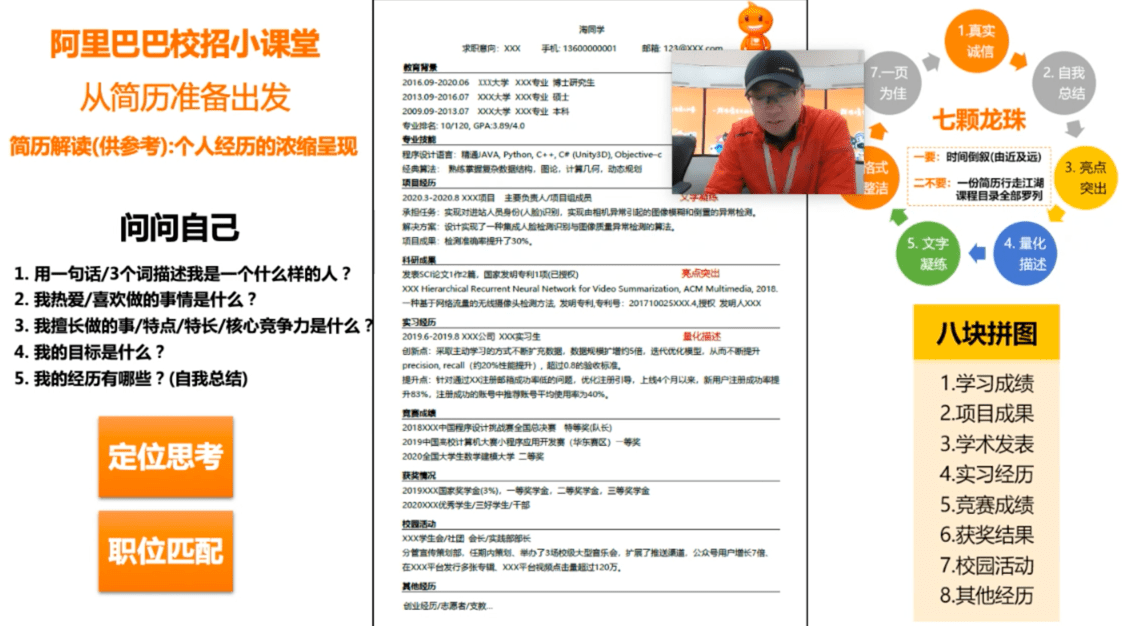 阿里巴巴校招小课堂
从简历准备出发
简历解读(供参考):个人经历的浓缩呈现
问问自己
1. 用一句话/3个词描述我是一个什么样的人？
2. 我热爱/喜欢做的事情是什么？
3. 我擅长做的事/特点/特长/核心竞争力是什么？
4. 我的目标是什么？
5. 我的经历有哪些？(自我总结)
定位思考
职位匹配
海同学
求职意向： XXX 手机: 13600000001 邮箱: 123@XXX.com
教育背景
2016.09-2020.06 XXX大学 XXX专业 博士研究生
2013.09-2016.07 XXX大学 XXX专业 硕士
2009.09-2013.07 XXX大学 XXX专业 本科
专业排名: 10/120, GPA:3.89/4.0
专业技能
程序设计语言：精通JAVA, Python, C++, C# (Unity3D), Objective-c
经典算法： 熟练掌握复杂数据结构，图论，计算几何，动态规划
项目经历
2020.3-2020.8 XXX项目 主要负责人/项目组成员
文字凝练
承担任务：实现对进站人员身份(人脸)识别，实现由相机异常引起的图像模糊和倒置的异常检测。
解决方案：设计实现了一种集成人脸检测识别与图像质量异常检测的算法。
项目成果：检测准确率提升了30%。
科研成果
发表SCI论文1作2篇，国家发明专利1项(已授权)
亮点突出
XXX Hierarchical Recurrent Neural Network for Video Summarization, ACM Multimedia, 2018.
一种基于网络流量的无线摄像头检测方法, 发明专利,专利号：201710025XXX.4,授权 发明人XXX
实习经历
2019.6-2019.8 XXX公司 XXX实习生
量化描述
创新点：采取主动学习的方式不断扩充数据，数据规模扩增约5倍，迭代优化模型，从而不断提升
precision, recall（约20%性能提升），超过0.8的验收标准。
提升点：针对通过XX注册邮箱成功率低的问题，优化注册引导，上线4个月以来，新用户注册成功率提
升83%，注册成功的账号中推荐账号平均使用率为40%。
竞赛成绩
2018XXX中国程序设计挑战赛全国总决赛 特等奖(队长)
2019中国高校计算机大赛小程序应用开发赛（华东赛区）一等奖
2020全国大学生数学建模大学 二等奖
获奖情况
2019XXX国家奖学金(3%)，一等奖学金，二等奖学金，三等奖学金
2020XXX优秀学生/三好学生/干部
校园活动
XXX学生会/社团 会长/实践部部长
分管宣传策划部，任期内策划，举办了3场校级大型音乐会，扩展了推送渠道，公众号用户增长7倍，
在XXX平台发行多张专辑，XXX平台视频点击量超过120万。
其他经历
创业经历/志愿者/支教...
1.真实
诚信
2. 自我
总结
3. 亮点
突出
4. 量化
描述
5. 文字
凝练
格式
整洁
7.一页
为佳
七颗龙珠
一要：时间倒叙(由近及远)
二不要：一份简历行走江湖
课程目录全部罗列
八块拼图
1.学习成绩
2.项目成果
3.学术发表
4.实习经历
5.竞赛成绩
6.获奖结果
7.校园活动
8.其他经历